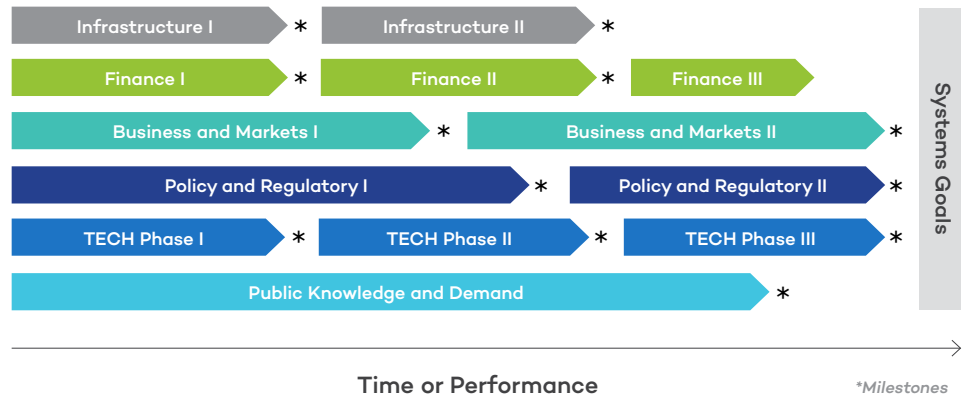 Infrastructure I * Infrastructure II *
Finance I * Finance II * Finance III
Business and Markets I * Business and Markets II *
Policy and Regulatory I * Policy and Regulatory II *
TECH Phase I * TECH Phase II * TECH Phase III *
Public Knowledge and Demand *
Systems Goals
Time or Performance
*Milestones